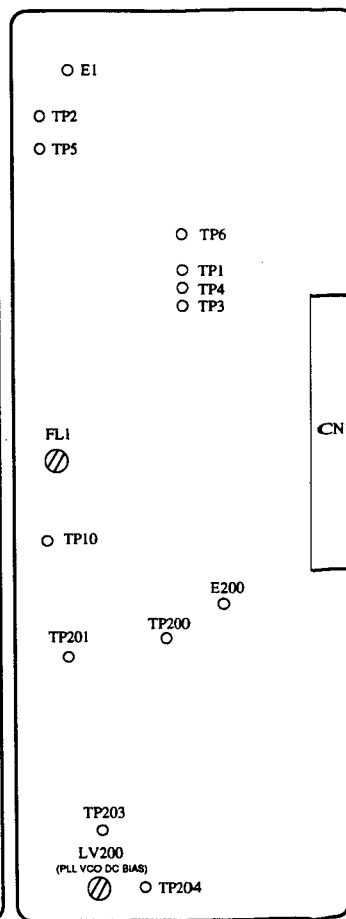 E1
TP2
TP5
TP6
TP1
TP4
TP3
CN
FL1
TP10
E200
TP200
TP201
TP203
LV200
(PLL VCO DC BIAS)
TP204